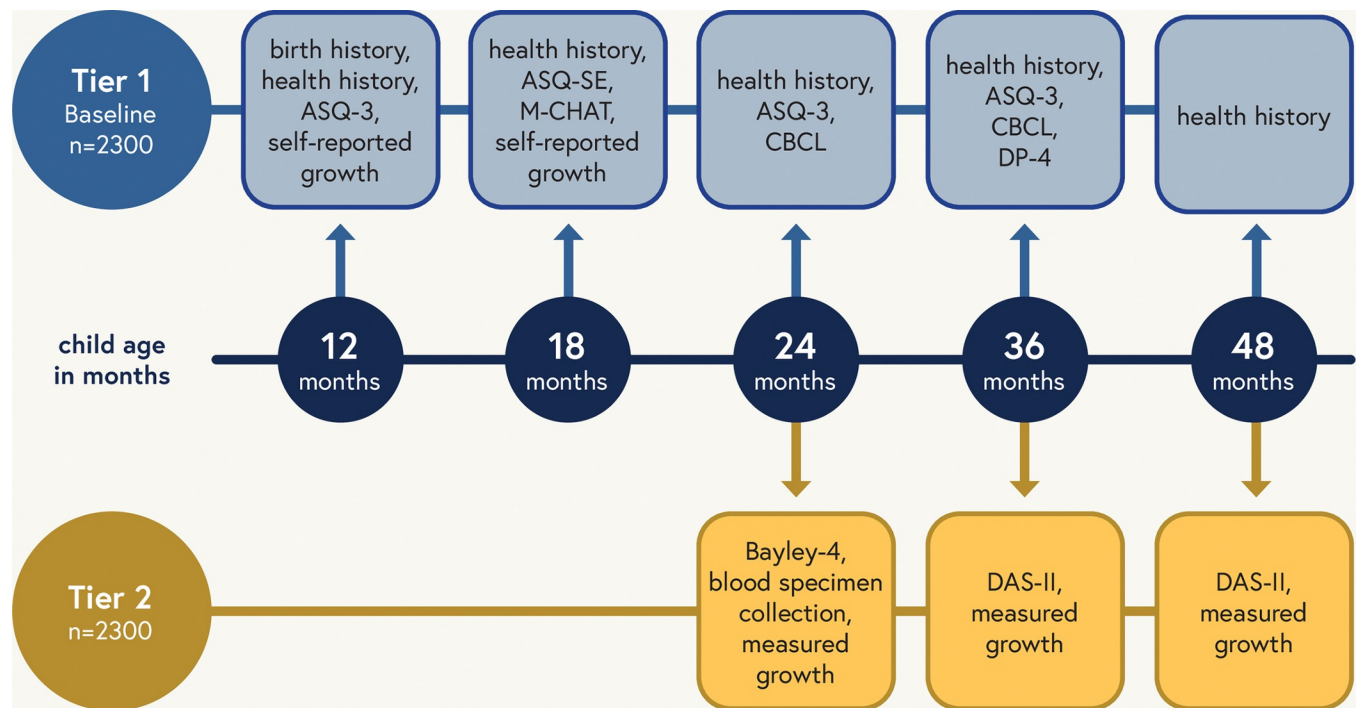 Tier 1
Baseline
n=2300
birth history,
health history,
ASQ-3,
self-reported
growth
health history,
ASQ-SE,
M-CHAT,
self-reported
growth
health history,
ASQ-3,
CBCL
health history,
ASQ-3,
CBCL,
DP-4
health history
child age
in months
12
months
18
months
24
months
36
months
48
months
Tier 2
n=2300
Bayley-4,
blood specimen
collection,
measured
growth
DAS-II,
measured
growth
DAS-II,
measured
growth